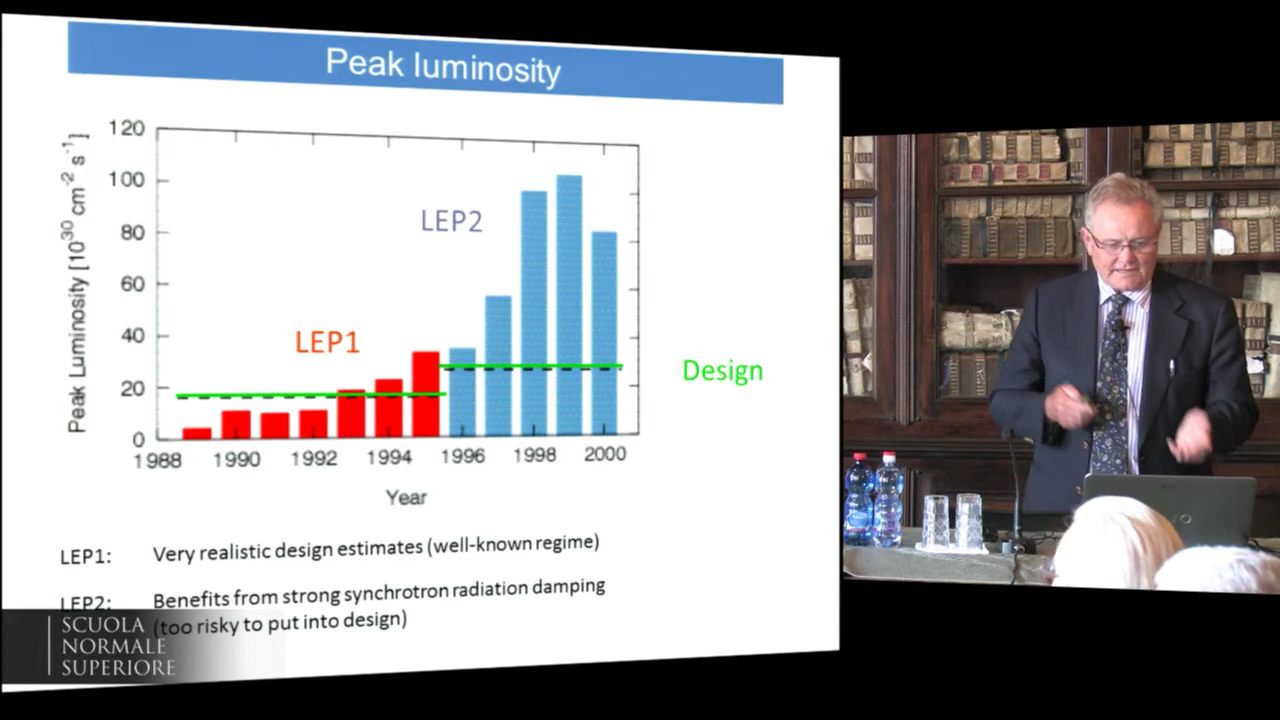 Peak luminosity
Peak Luminosity [10³⁰ cm⁻² s⁻¹]
120
100
80
60
40
20
0
LEP2
LEP1
Design
1988 1990 1992 1994 1996 1998 2000
Year
LEP1: Very realistic design estimates (well-known regime)
LEP2: Benefits from strong synchrotron radiation damping
(too risky to put into design)
SCUOLA
NORMALE
SUPERIORE